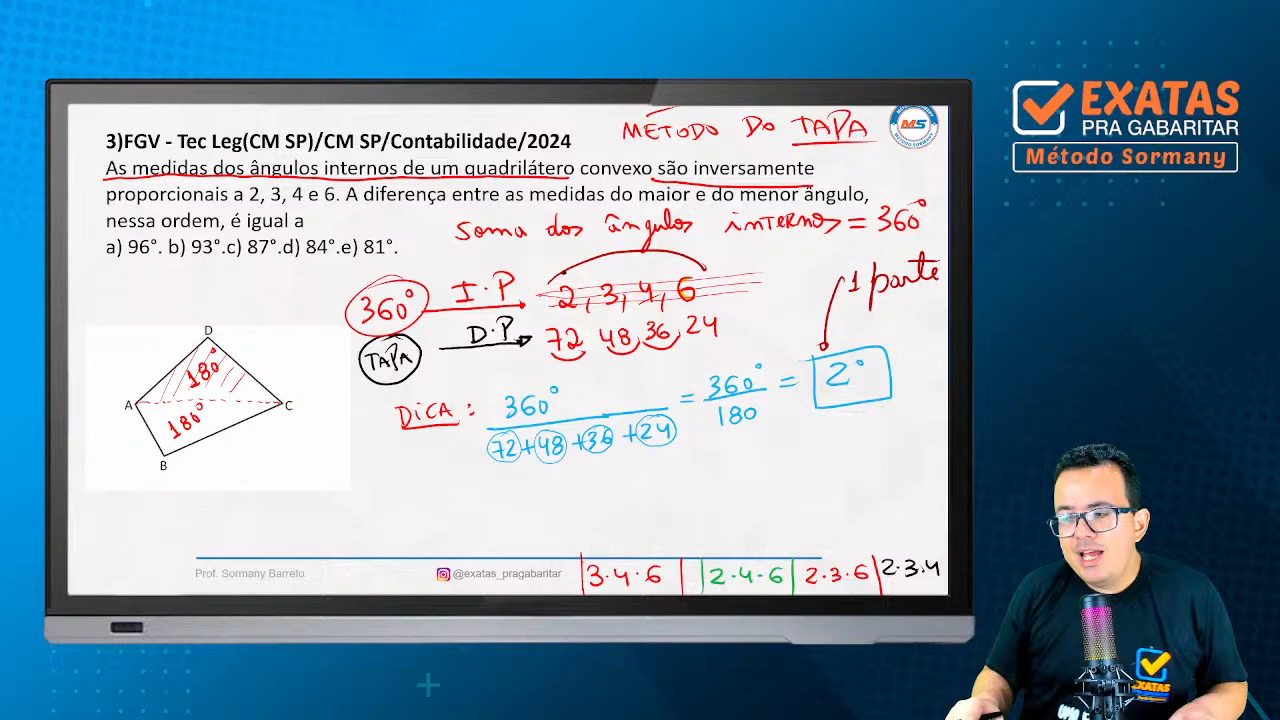 EXATAS
PRA GABARITAR
Método Sormany
MÉTODO DO TAPA
MS
3)FGV - Tec Leg(CM SP)/CM SP/Contabilidade/2024
As medidas dos ângulos internos de um quadrilátero convexo são inversamente
proporcionais a 2, 3, 4 e 6. A diferença entre as medidas do maior e do menor ângulo,
nessa ordem, é igual a
a) 96°. b) 93°.c) 87°.d) 84°.e) 81°.
Soma dos ângulos internos = 360°
1 parte
360° I.P 2, 3, 4, 6
TAPA D.P 72 48, 36, 24
D
180°
A
C
180°
B
DICA: 360° = 360° = 2°
72+48+36+24 180
3.4.6 2.4.6 2.3.6 2.3.4
Prof. Sormany Barreto
@exatas_pragabaritar
EXATAS